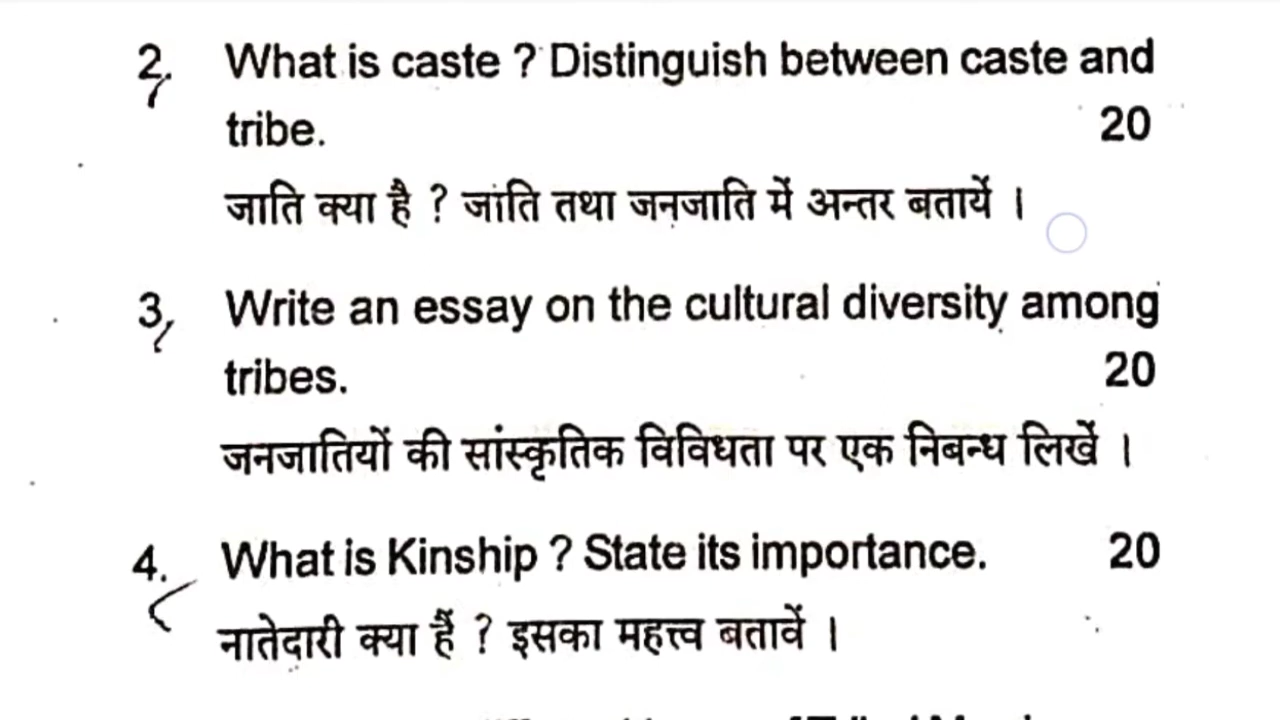 2. What is caste ? Distinguish between caste and
tribe. 20
जाति क्या है ? जाति तथा जनजाति में अन्तर बतायें ।
3. Write an essay on the cultural diversity among
tribes. 20
जनजातियों की सांस्कृतिक विविधता पर एक निबन्ध लिखें ।
4. What is Kinship ? State its importance. 20
नातेदारी क्या हैं ? इसका महत्त्व बतावें ।